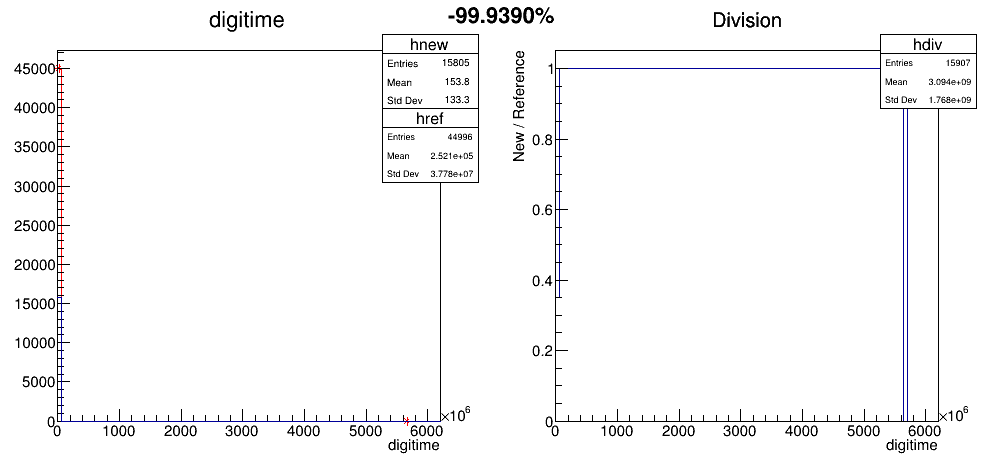 -99.9390%
digitime
hnew
Entries 15805
Mean 153.8
Std Dev 133.3
href
Entries 44996
Mean 2.521e+05
Std Dev 3.778e+07
45000
40000
35000
30000
25000
20000
15000
10000
5000
0
0 1000 2000 3000 4000 5000 6000
×10⁶
digitime
Division
hdiv
Entries 15907
Mean 3.094e+09
Std Dev 1.768e+09
New / Reference
1
0.8
0.6
0.4
0.2
0
0 1000 2000 3000 4000 5000 6000
×10⁶
digitime